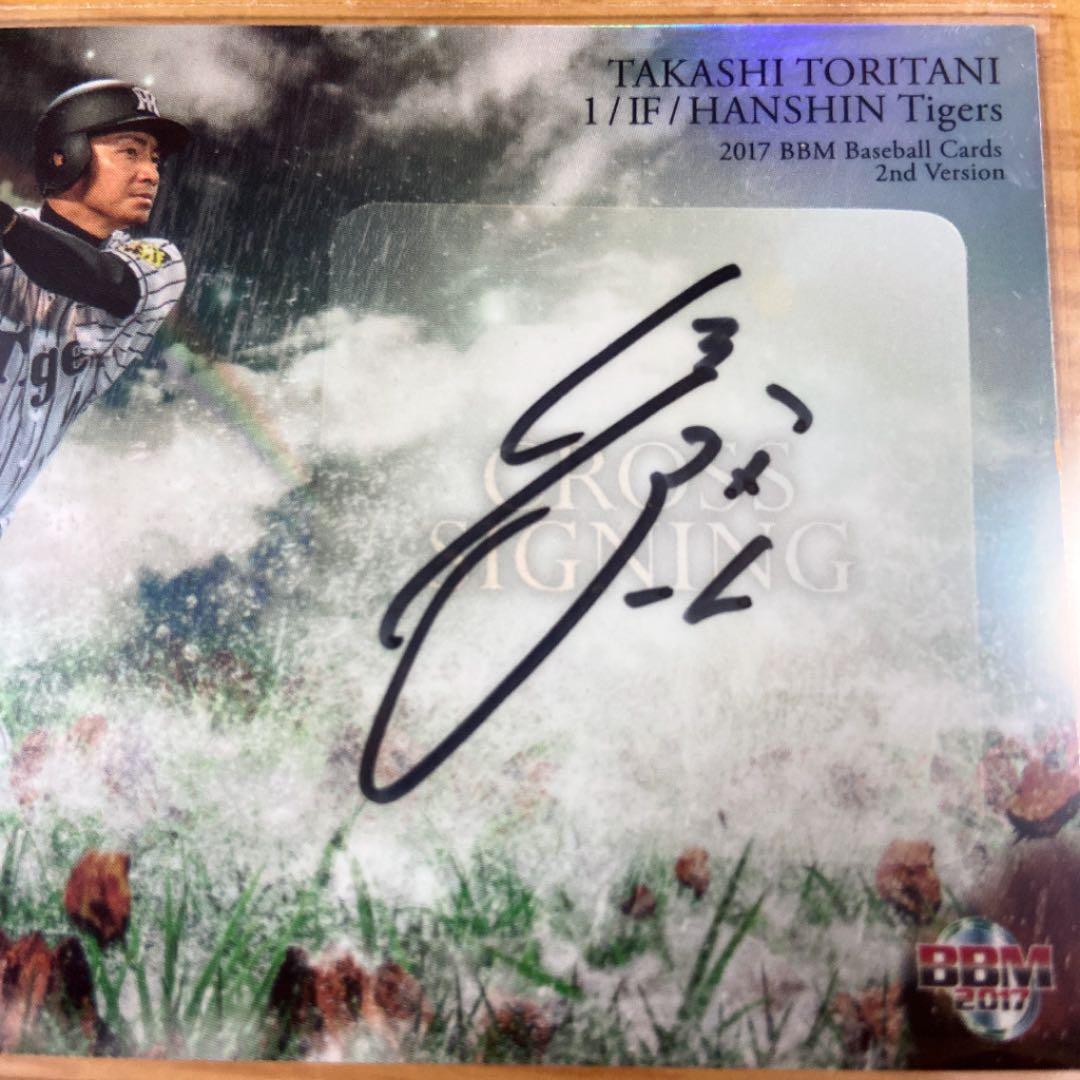 TAKASHI TORITANI
1/IF/HANSHIN Tigers
2017 BBM Baseball Cards
2nd Version
CROSS
SIGNING
BBM
2017